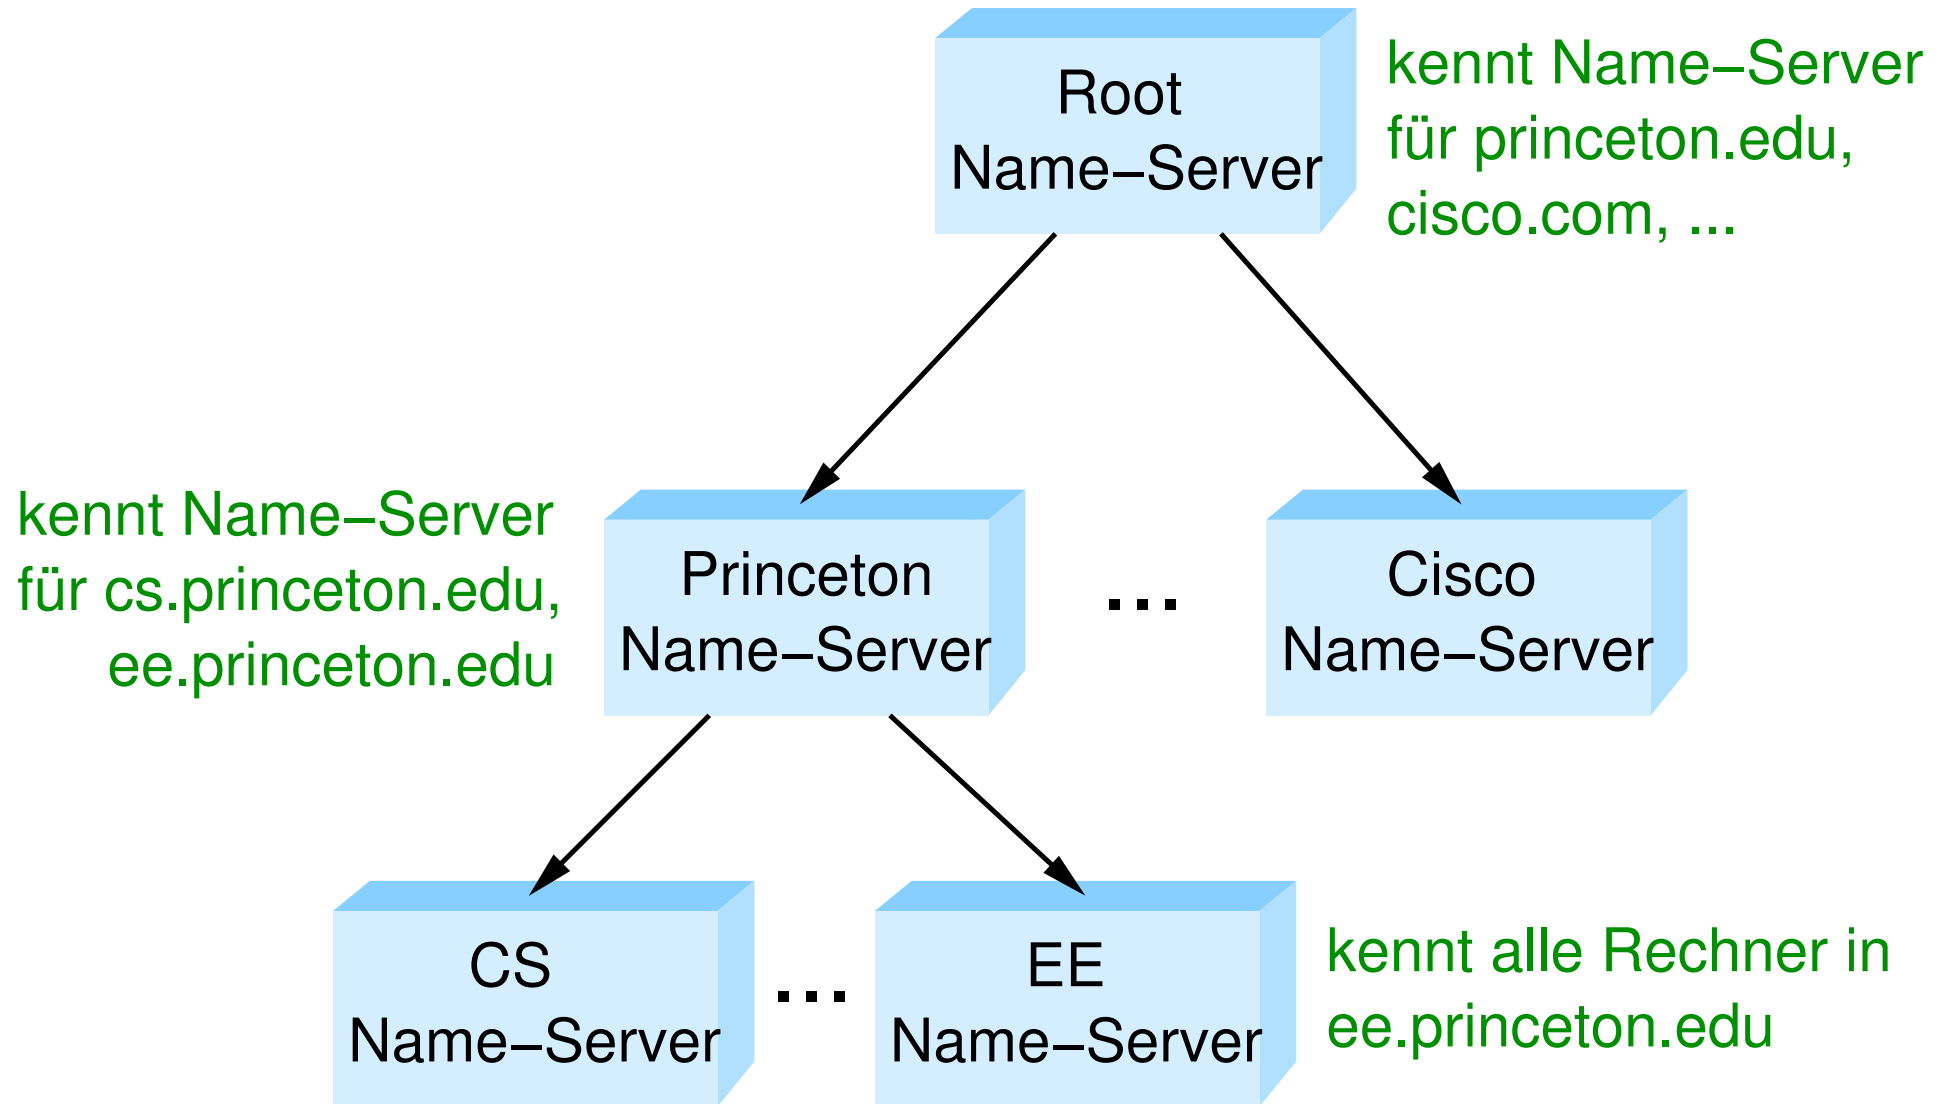 Root
Name–Server
kennt Name–Server
für princeton.edu,
cisco.com, ...
kennt Name–Server
für cs.princeton.edu,
ee.princeton.edu
Princeton
Name–Server
...
Cisco
Name–Server
CS
Name–Server
...
EE
Name–Server
kennt alle Rechner in
ee.princeton.edu